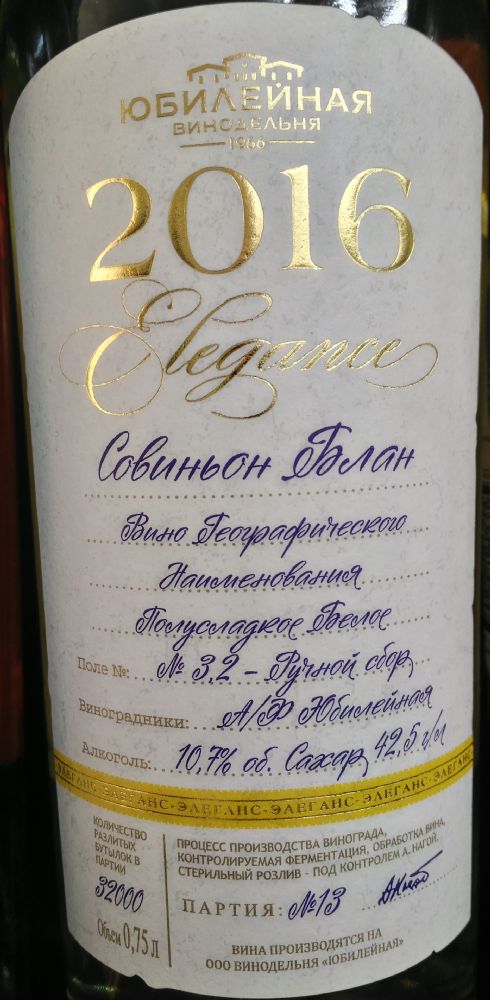 ЮБИЛЕЙНАЯ
ВИНОДЕЛЬНЯ
1966
2016
Elegance
Совиньон Блан
Вино Географического
Наименования
Полусладкое Белое
Поле №: № 3,2 - Ручной сбор
Виноградники: А/Ф Юбилейная
Алкоголь: 10,7% об. Сахар 42,5 г/л
ЭЛЕГАНС-ЭЛЕГАНС-ЭЛЕГАНС-ЭЛЕГАНС-ЭЛЕГАНС-ЭЛЕГАНС
КОЛИЧЕСТВО
РАЗЛИТЫХ
БУТЫЛОК В
ПАРТИИ
32000
Объем 0,75 Л
ПРОЦЕСС ПРОИЗВОДСТВА ВИНОГРАДА,
КОНТРОЛИРУЕМАЯ ФЕРМЕНТАЦИЯ, ОБРАБОТКА ВИНА,
СТЕРИЛЬНЫЙ РОЗЛИВ - ПОД КОНТРОЛЕМ А. НАГОЙ.
ПАРТИЯ: №13
ВИНА ПРОИЗВОДЯТСЯ НА
ООО ВИНОДЕЛЬНЯ «ЮБИЛЕЙНАЯ»